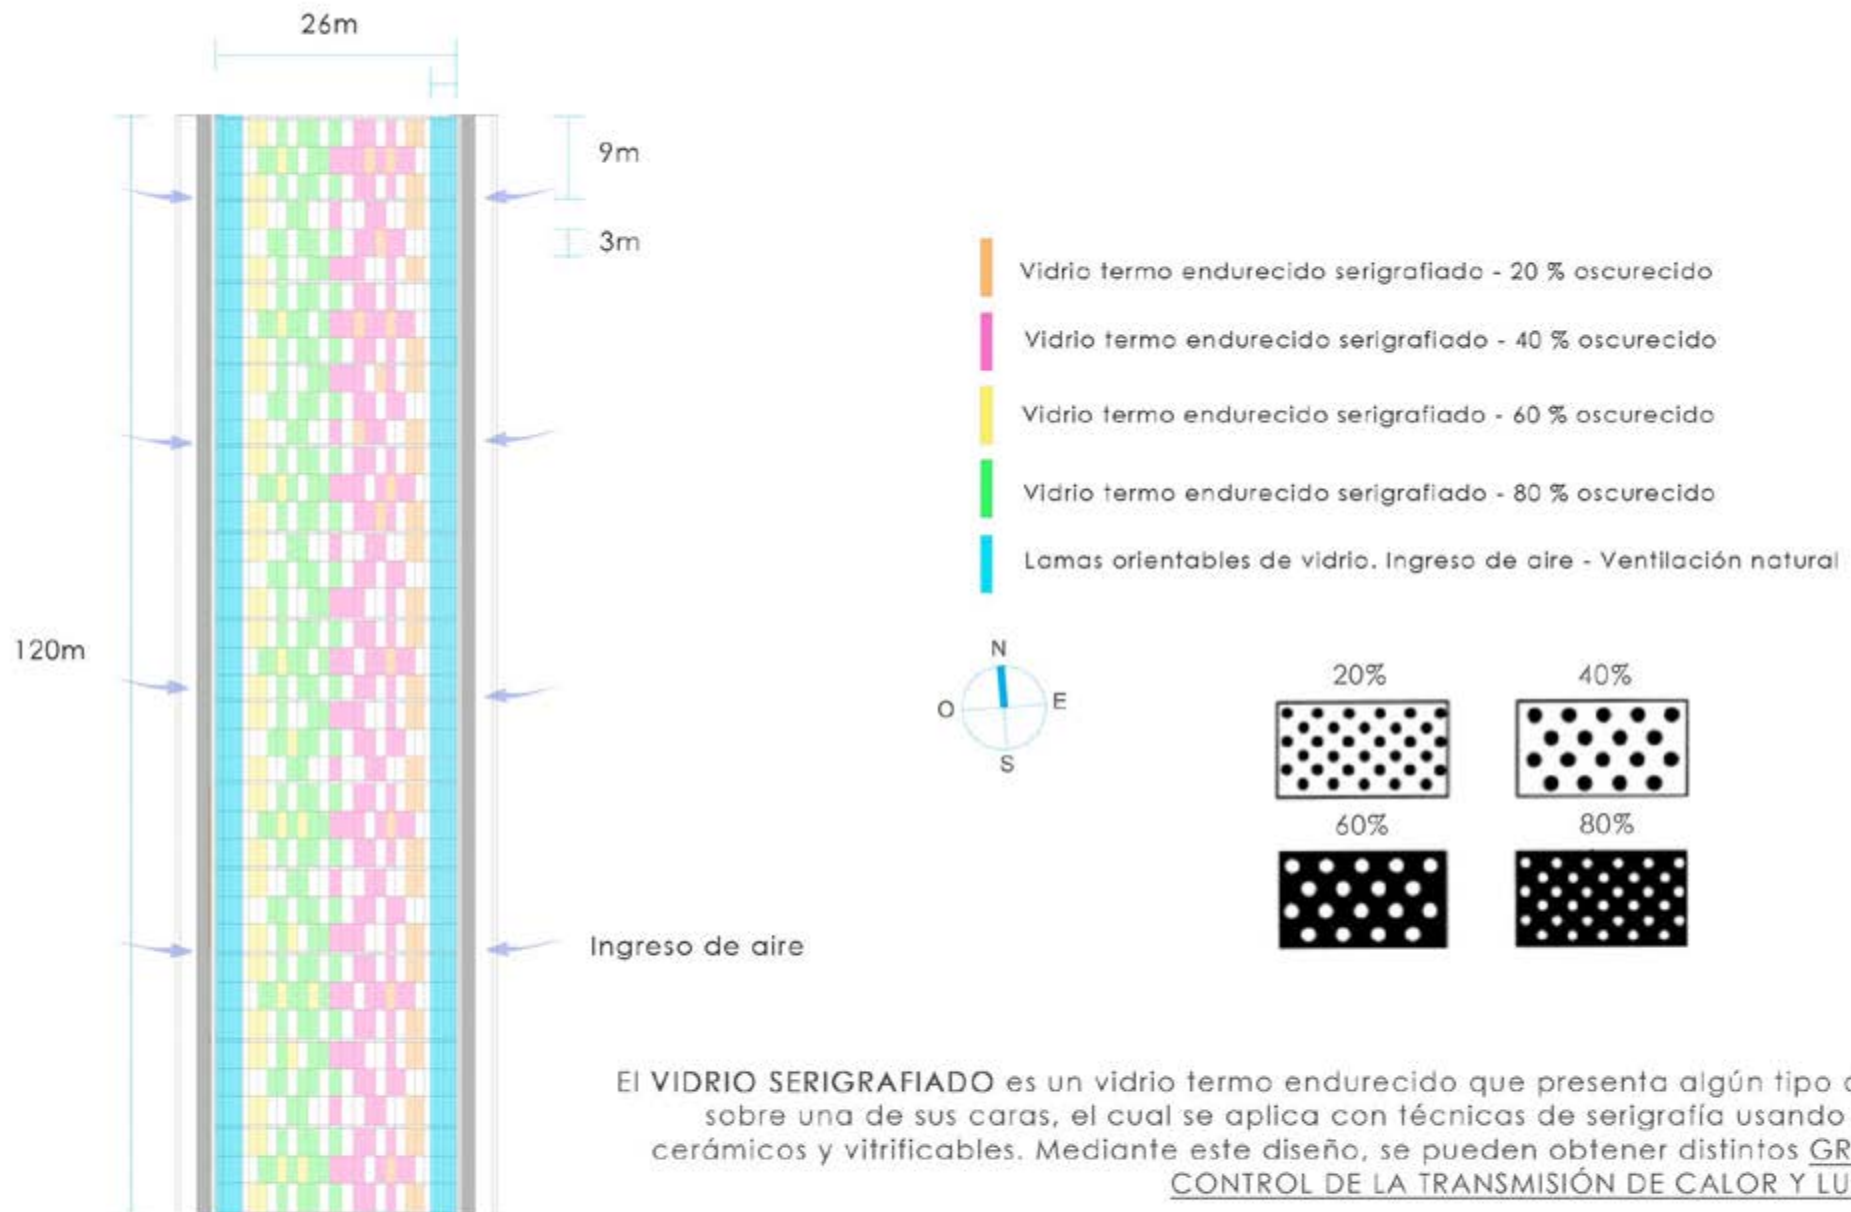 26m
9m
3m
120m
Ingreso de aire
Vidrio termo endurecido serigrafiado - 20 % oscurecido
Vidrio termo endurecido serigrafiado - 40 % oscurecido
Vidrio termo endurecido serigrafiado - 60 % oscurecido
Vidrio termo endurecido serigrafiado - 80 % oscurecido
Lamas orientables de vidrio. Ingreso de aire - Ventilación natural
N
O
E
S
20%
40%
60%
80%
El VIDRIO SERIGRAFIADO es un vidrio termo endurecido que presenta algún tipo
sobre una de sus caras, el cual se aplica con técnicas de serigrafía usando
cerámicos y vitrificables. Mediante este diseño, se pueden obtener distintos
CONTROL DE LA TRANSMISIÓN DE CALOR Y